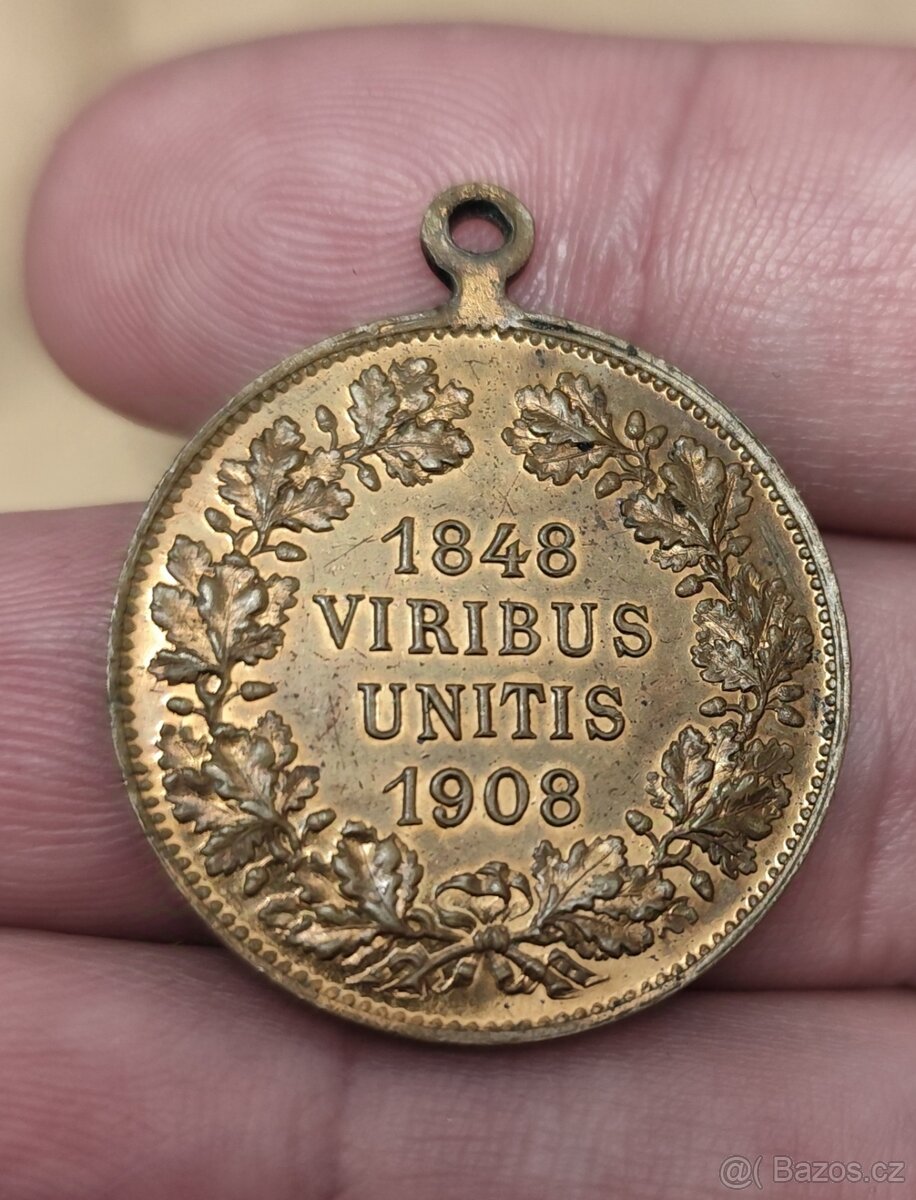 1848
VIRIBUS
UNITIS
1908
@( Bazos.cz